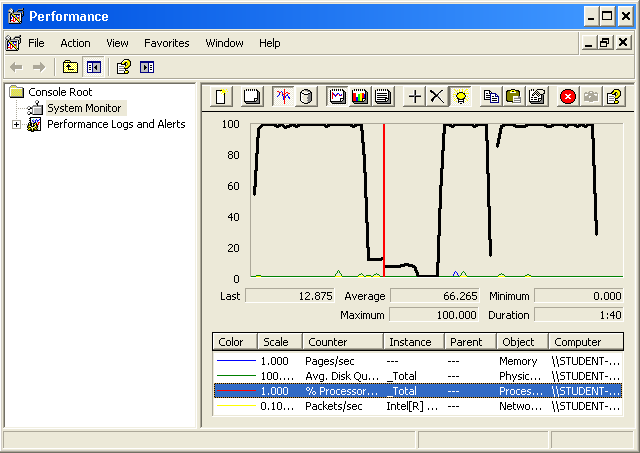 Performance
File Action View Favorites Window Help
Console Root
System Monitor
Performance Logs and Alerts
100
80
60
40
20
0
Last 12.875 Average 66.265 Minimum 0.000
Maximum 100.000 Duration 1:40
Color Scale Counter Instance Parent Object Computer
1.000 Pages/sec --- --- Memory \\STUDENT-...
100.... Avg. Disk Qu... _Total --- Physic... \\STUDENT-...
1.000 % Processor... _Total --- Proces... \\STUDENT-...
0.10... Packets/sec Intel[R] ... --- Netwo... \\STUDENT-...